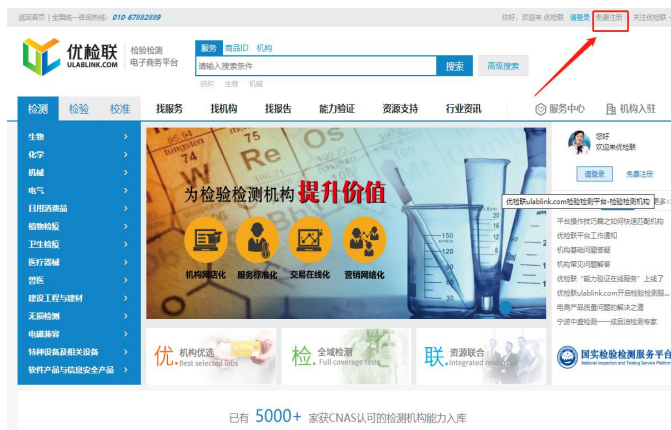 返回首页 | 全国统一咨询热线: 010-67882889
你好, 欢迎来 优检联 请登录 免费注册 关注优检联
优检联
ULABLINK.COM
检验检测
电子商务平台
服务 商品ID 机构
请输入搜索条件
搜索
高级搜索
纺织 生物 机械
检测 检验 校准 找服务 找机构 找报告 能力验证 资源支持 行业资讯 服务中心 机构入驻
生物
化学
机械
电气
日用消费品
植物检疫
卫生检疫
医疗器械
兽医
建设工程与建材
无损检测
电磁兼容
特种设备及相关设备
软件产品与信息安全产品
95.94
tungsten
74
W
75
Re
Os
为检验检测机构 提升价值
机构网店化 服务标准化 交易在线化 营销网络化
您好
欢迎来优检联
请登录 免费注册
优检联ulablink.com检验检测平台-检验检测机构
平台操作技巧篇之如何快速匹配机构
优检联平台工作通知
机构基础问题答疑
机构常见问题解答
优检联“能力验证在线服务”上线了
优检联ulablink.com开启检验检测服...
电商产品质量问题的解决之道
宁波中盛检测——成品油检测专家
优. 机构优选
Best selected labs
检. 全域检测
Full coverage Tests
联. 资源联合
Integrated resources
国实检验检测服务平台
National Inspection and Testing Service Platform
已有 5000+ 家获CNAS认可的检测机构能力入库